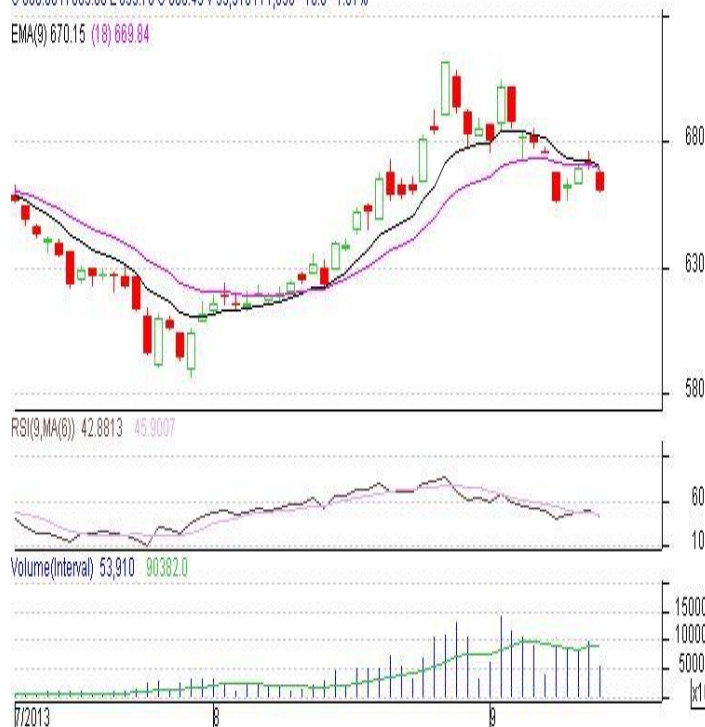 EMA(9) 670.15 (18) 669.84
680
630
580
RSI(9,MA(6)) 42.8813 45.9007
60
10
Volume(Interval) 53,910 90382.0
15000
10000
5000
7/2013 8 9